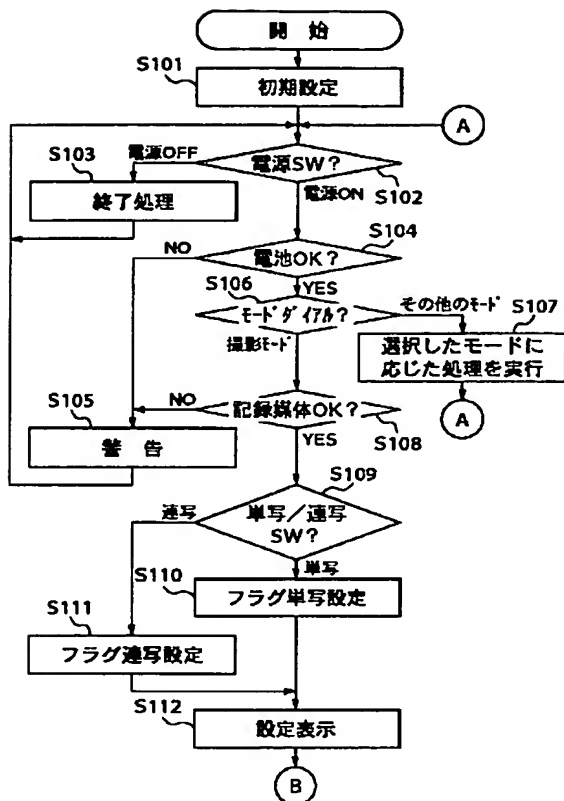 開 始
S101
初期設定
A
S103
電源OFF
電源SW?
S102
終了処理
電源ON
S104
NO
電池OK?
S106
YES
モードダイアル?
その他のモード
S107
撮影モード
選択したモードに
応じた処理を実行
A
S105
NO
記録媒体OK?
S108
警 告
YES
S109
連写
単写/連写
SW?
単写
S110
フラグ単写設定
S111
フラグ連写設定
S112
設定表示
B